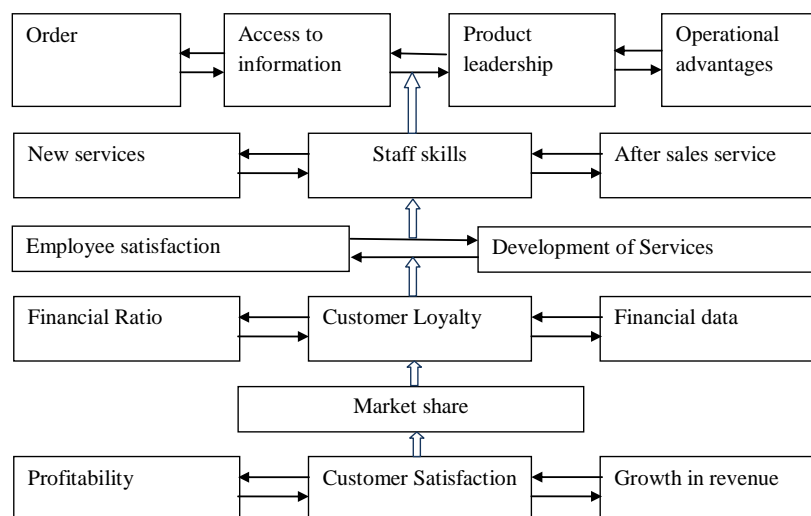 Order
Access to
information
Product
leadership
Operational
advantages
New services
Staff skills
After sales service
Employee satisfaction
Development of Services
Financial Ratio
Customer Loyalty
Financial data
Market share
Profitability
Customer Satisfaction
Growth in revenue